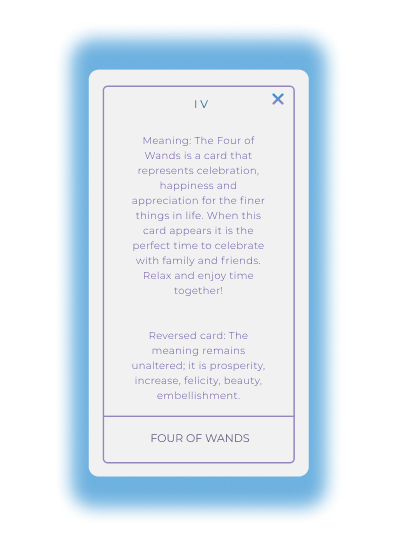 IV
Meaning: The Four of
Wands is a card that
represents celebration,
happiness and
appreciation for the finer
things in life. When this
card appears it is the
perfect time to celebrate
with family and friends.
Relax and enjoy time
together!
Reversed card: The
meaning remains
unaltered; it is prosperity,
increase, felicity, beauty,
embellishment.
FOUR OF WANDS